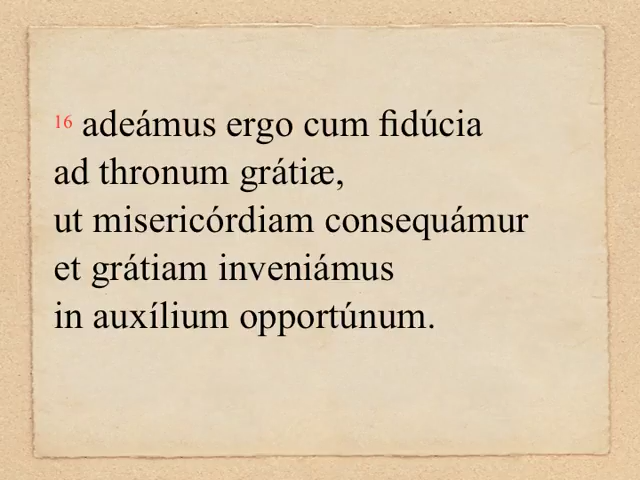 16 adeámus ergo cum fidúcia
ad thronum grátiæ,
ut misericórdiam consequámur
et grátiam inveniámus
in auxílium opportúnum.